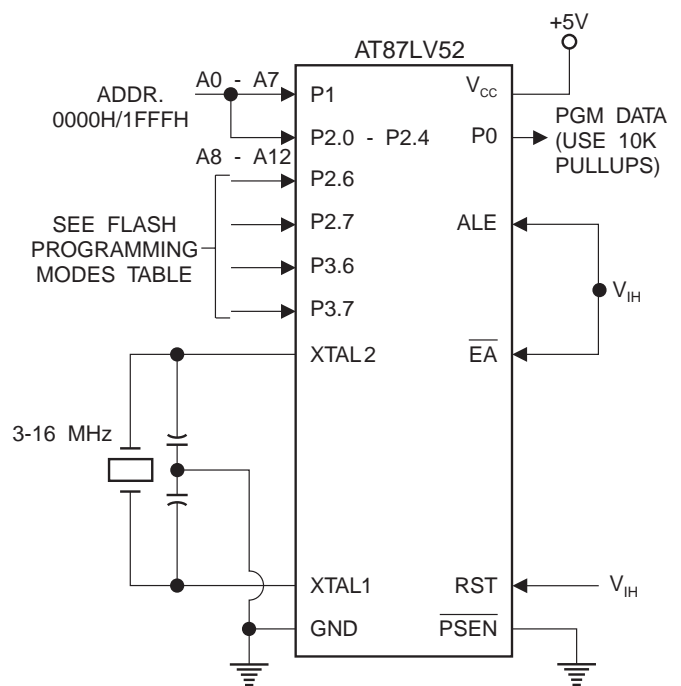 +5V
AT87LV52
ADDR.
0000H/1FFFH
A0 - A7
P1
VCC
P2.0 - P2.4
P0
PGM DATA
(USE 10K
PULLUPS)
A8 - A12
P2.6
SEE FLASH
PROGRAMMING
MODES TABLE
P2.7
ALE
P3.6
VIH
P3.7
XTAL2
EA
3-16 MHz
XTAL1
RST
VIH
GND
PSEN